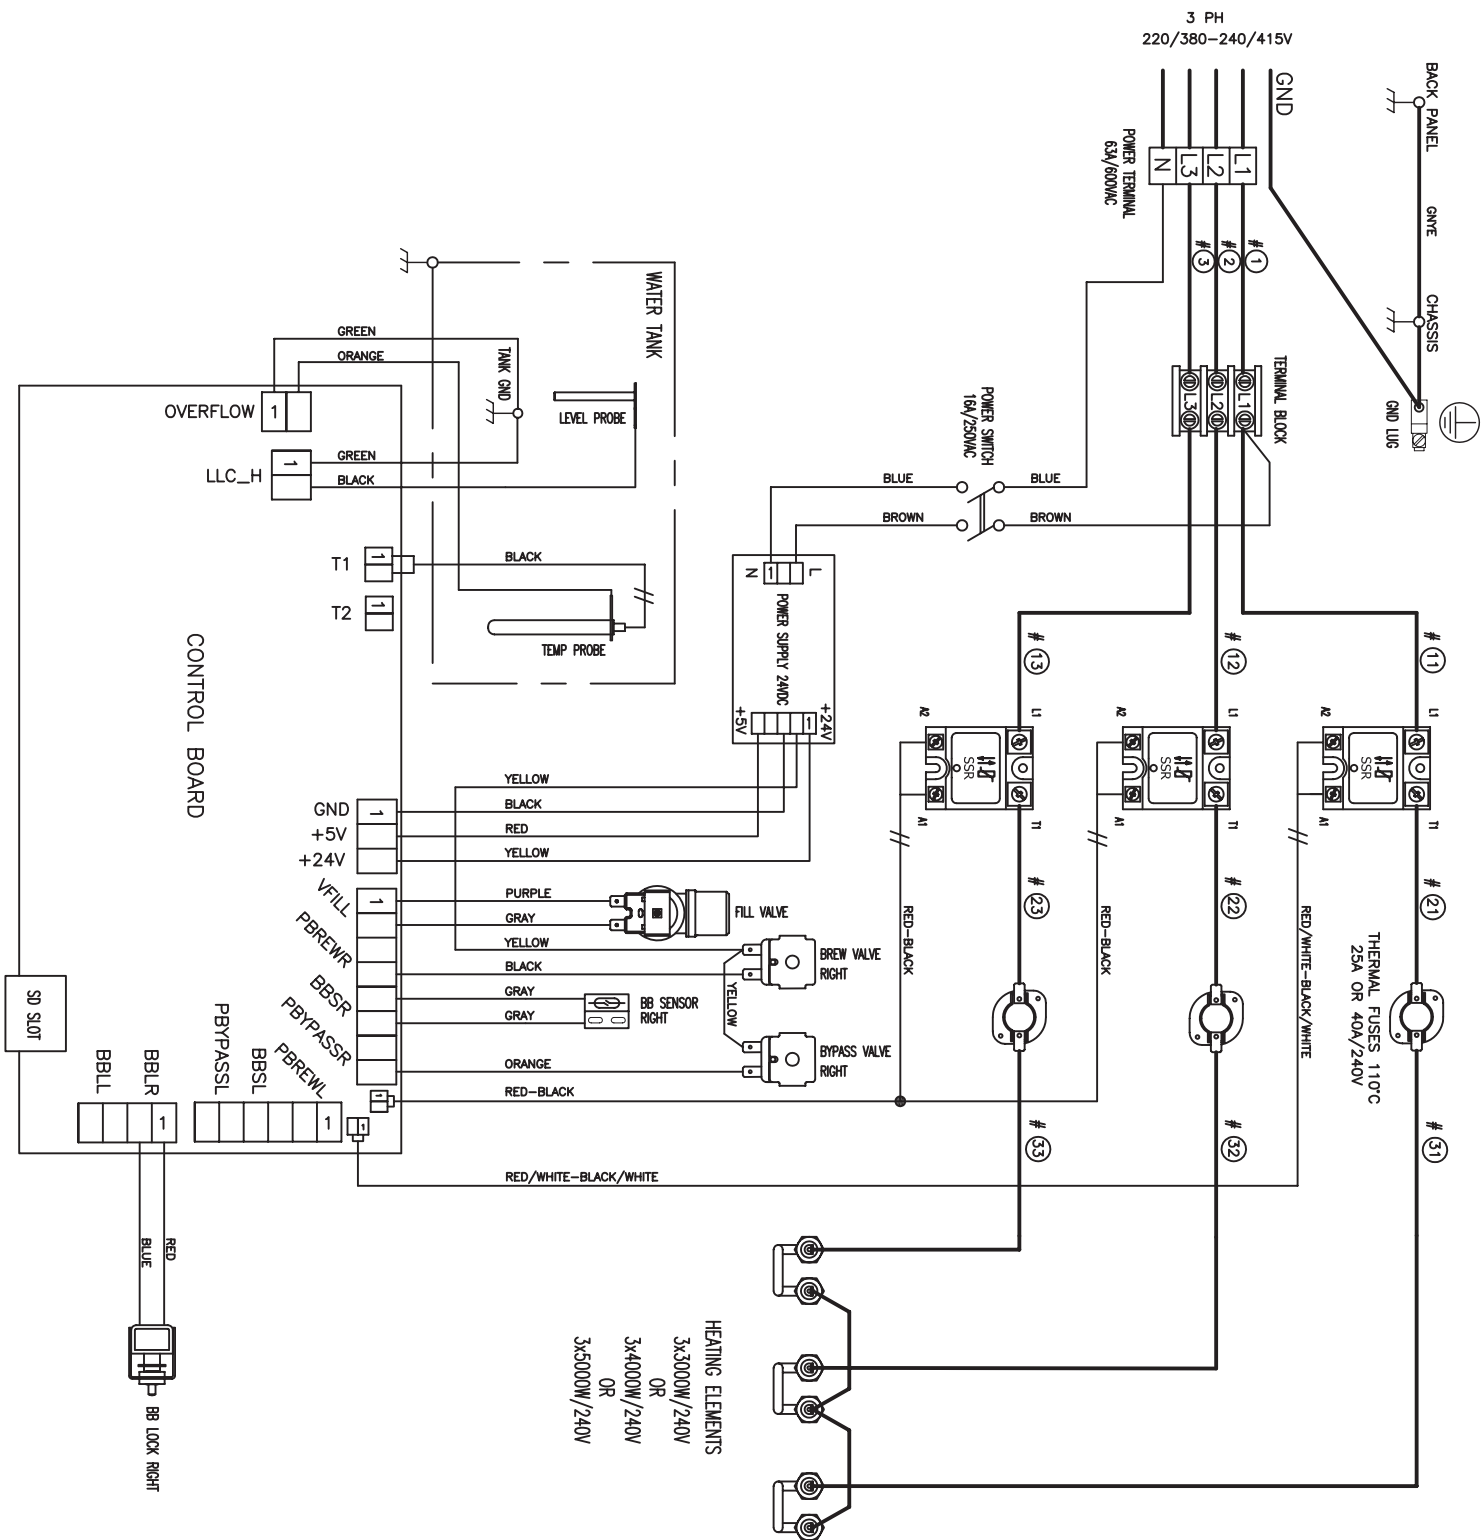 3 PH
220/380-240/415V
GND
BACK PANEL
GNYE
CHASSIS
GND LUG
POWER TERMINAL
63A/600VAC
N
L3
L2
L1
# 1
# 2
# 3
TERMINAL BLOCK
L1
L2
L3
POWER SWITCH
16A/250VAC
BLUE
BLUE
BROWN
BROWN
WATER TANK
GREEN
ORANGE
TANK GND
LEVEL PROBE
OVERFLOW
1
LLC_H
1
GREEN
BLACK
T1
1
BLACK
T2
1
TEMP PROBE
CONTROL BOARD
N
1
L
POWER SUPPLY 24VDC
+5V
1
+24V
# 13
# 12
# 11
A2
L1
SSR
A1
T1
A2
L1
SSR
A1
T1
A2
L1
SSR
A1
T1
YELLOW
BLACK
RED
YELLOW
GND
1
+5V
+24V
VFILL
1
PBREWR
BBSR
PBYPASSR
PURPLE
GRAY
FILL VALVE
YELLOW
BLACK
BREW VALVE
RIGHT
GRAY
GRAY
BB SENSOR
RIGHT
YELLOW
ORANGE
BYPASS VALVE
RIGHT
RED-BLACK
RED-BLACK
RED-BLACK
RED/WHITE-BLACK/WHITE
# 23
# 22
# 21
THERMAL FUSES 110°C
25A OR 40A/240V
# 33
# 32
# 31
SD SLOT
BBLL
BBLR
1
PBYPASSL
BBSL
PBREWL
1
1
1
RED/WHITE-BLACK/WHITE
BLUE
RED
BB LOCK RIGHT
HEATING ELEMENTS
3x3000W/240V
OR
3x4000W/240V
OR
3x5000W/240V